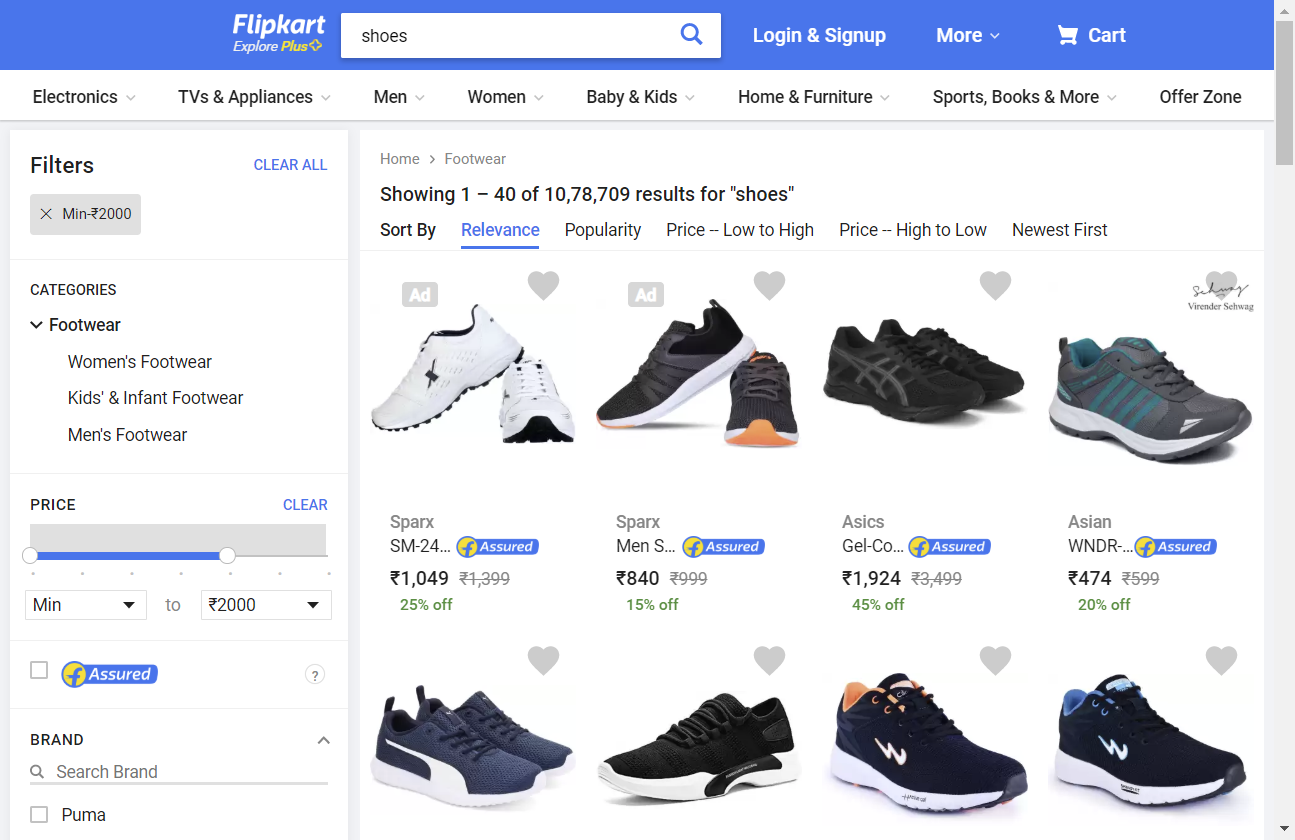 Flipkart
Explore Plus
shoes
Login & Signup
More
Cart
Electronics
TVs & Appliances
Men
Women
Baby & Kids
Home & Furniture
Sports, Books & More
Offer Zone
Filters
CLEAR ALL
Min-₹2000
CATEGORIES
Footwear
Women's Footwear
Kids' & Infant Footwear
Men's Footwear
PRICE
CLEAR
Min
to
₹2000
Assured
?
BRAND
Search Brand
Puma
Home
Footwear
Showing 1 – 40 of 10,78,709 results for "shoes"
Sort By
Relevance
Popularity
Price -- Low to High
Price -- High to Low
Newest First
Ad
Sparx
SM-24...
Assured
₹1,049 ₹1,399
25% off
Ad
Sparx
Men S...
Assured
₹840 ₹999
15% off
Asics
Gel-Co...
Assured
₹1,924 ₹3,499
45% off
Virender Sehwag
Asian
WNDR-...
Assured
₹474 ₹599
20% off